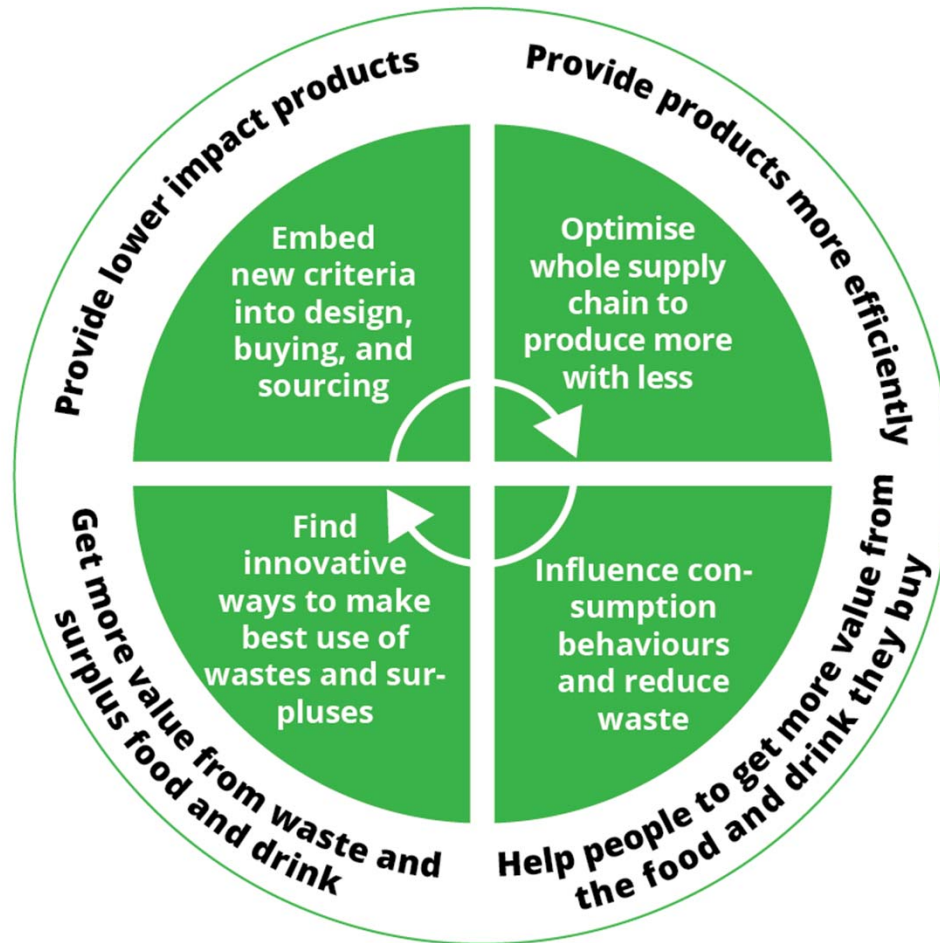 Provide lower impact products
Provide products more efficiently
Embed
new criteria
into design,
buying, and
sourcing
Optimise
whole supply
chain to
produce more
with less
Find
innovative
ways to make
best use of
wastes and sur-
pluses
Influence con-
sumption
behaviours
and reduce
waste
Get more value from waste and
surplus food and drink
Help people to get more value from
the food and drink they buy